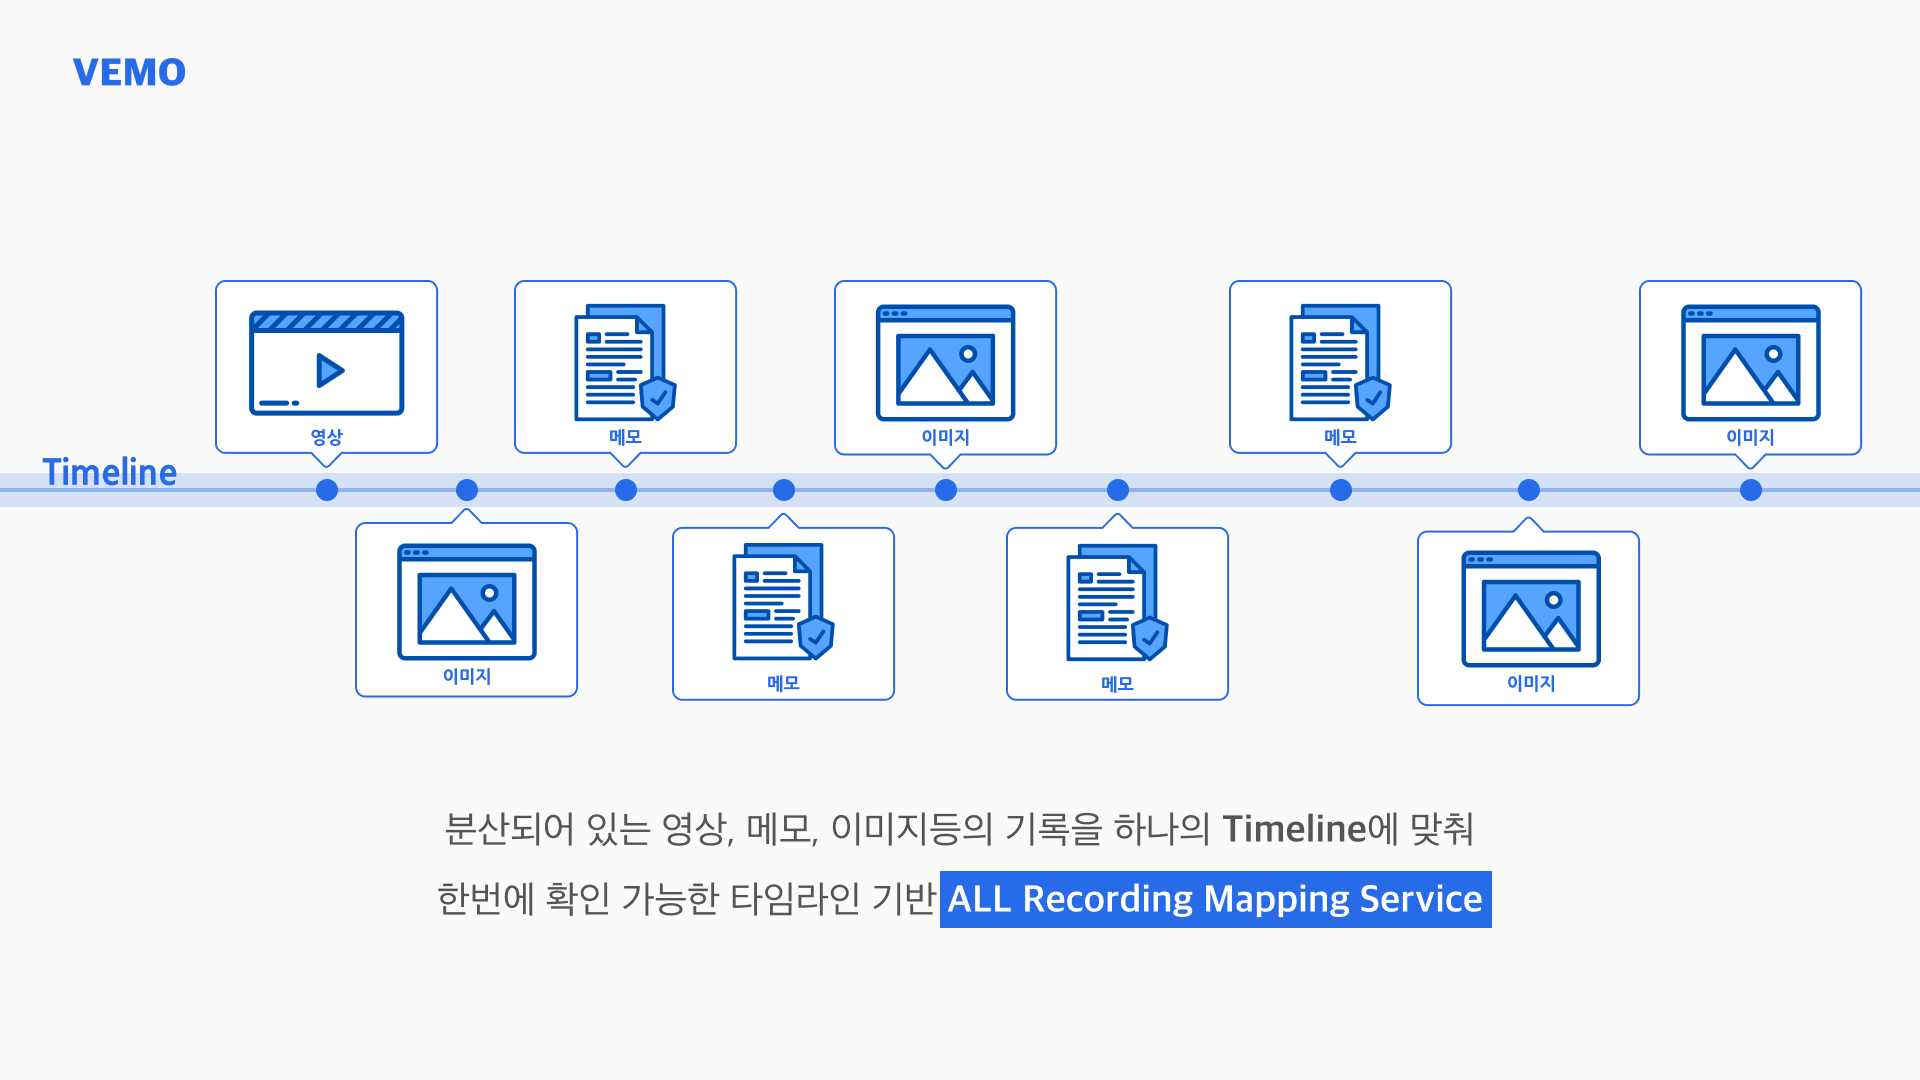 VEMO
영상
메모
이미지
메모
이미지
Timeline
이미지
메모
메모
이미지
분산되어 있는 영상, 메모, 이미지등의 기록을 하나의 Timeline에 맞춰
한번에 확인 가능한 타임라인 기반 ALL Recording Mapping Service